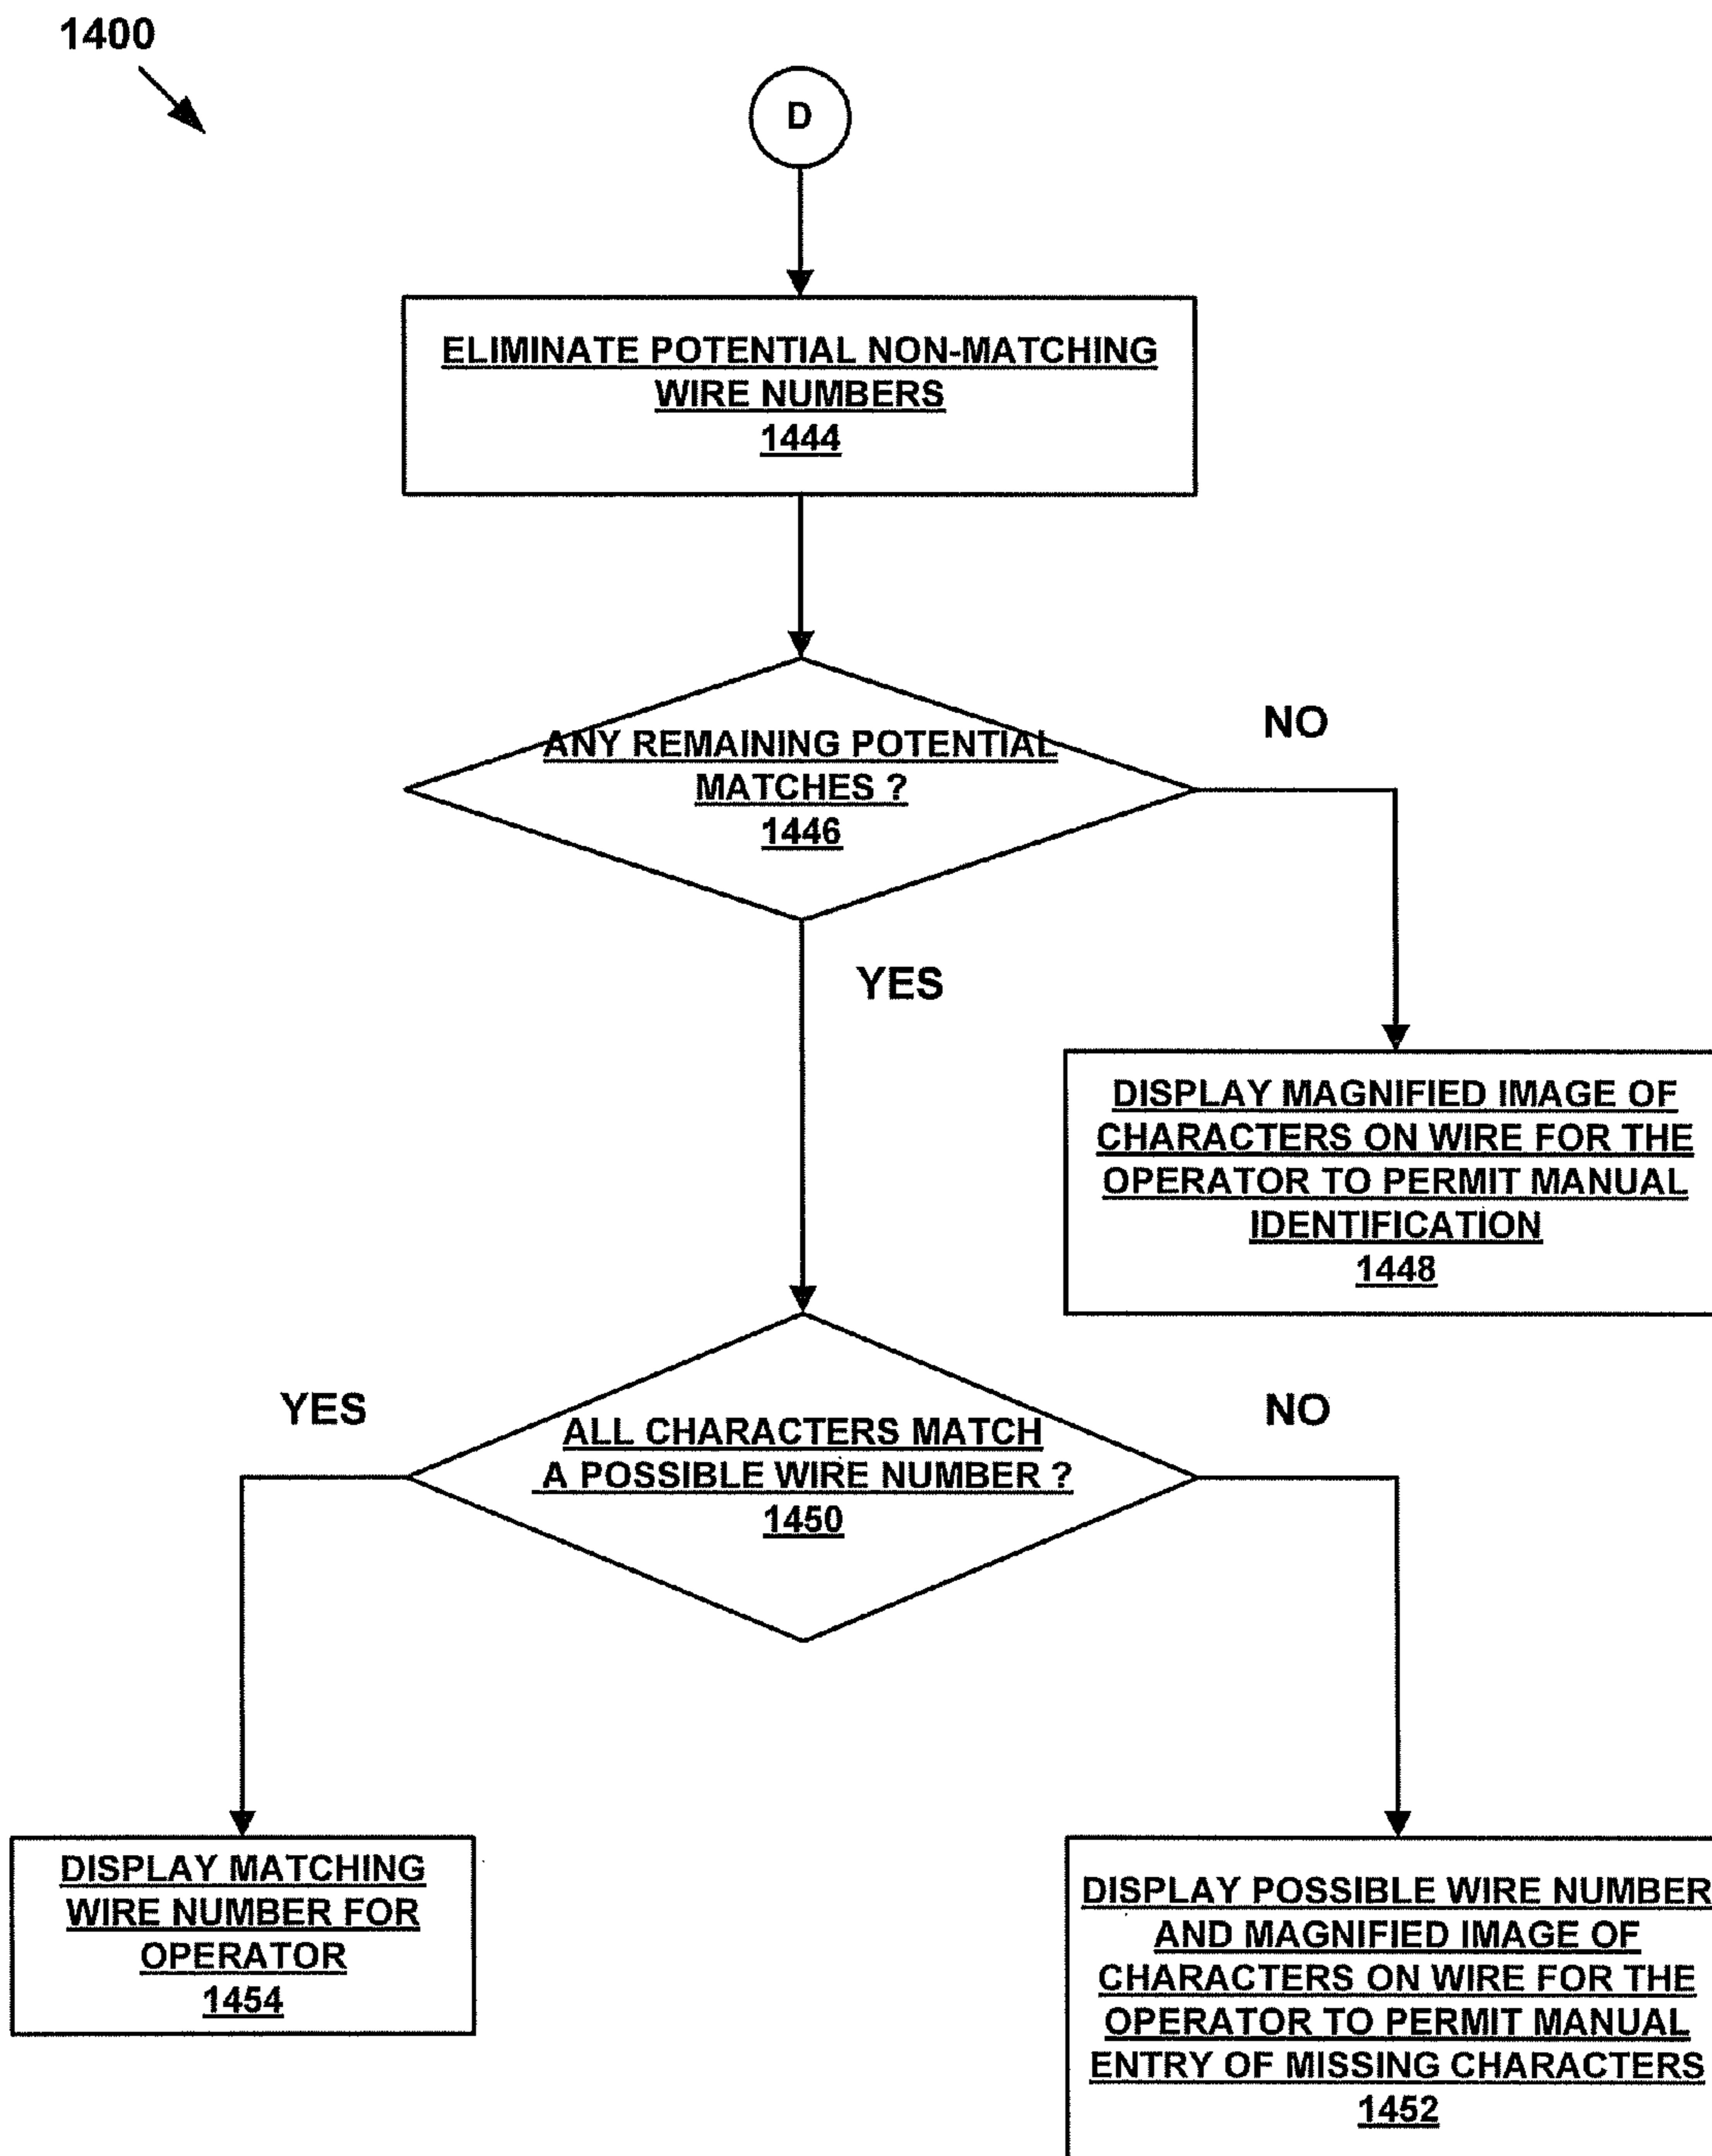 1400
D
ELIMINATE POTENTIAL NON-MATCHING
WIRE NUMBERS
1444
ANY REMAINING POTENTIAL
MATCHES ?
1446
NO
YES
DISPLAY MAGNIFIED IMAGE OF
CHARACTERS ON WIRE FOR THE
OPERATOR TO PERMIT MANUAL
IDENTIFICATION
1448
YES
NO
ALL CHARACTERS MATCH
A POSSIBLE WIRE NUMBER ?
1450
DISPLAY MATCHING
WIRE NUMBER FOR
OPERATOR
1454
DISPLAY POSSIBLE WIRE NUMBER
AND MAGNIFIED IMAGE OF
CHARACTERS ON WIRE FOR THE
OPERATOR TO PERMIT MANUAL
ENTRY OF MISSING CHARACTERS
1452